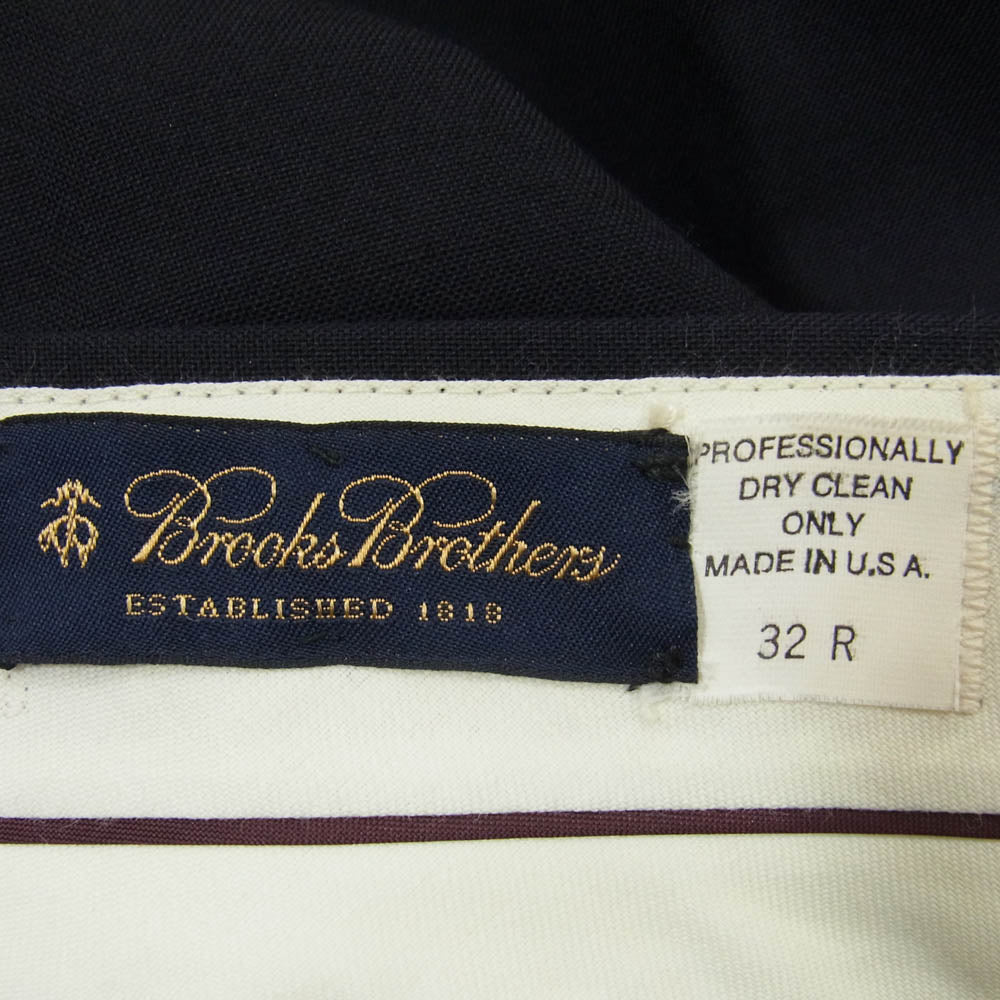 Brooks Brothers
ESTABLISHED 1818
PROFESSIONALLY
DRY CLEAN
ONLY
MADE IN U.S A.
32 R